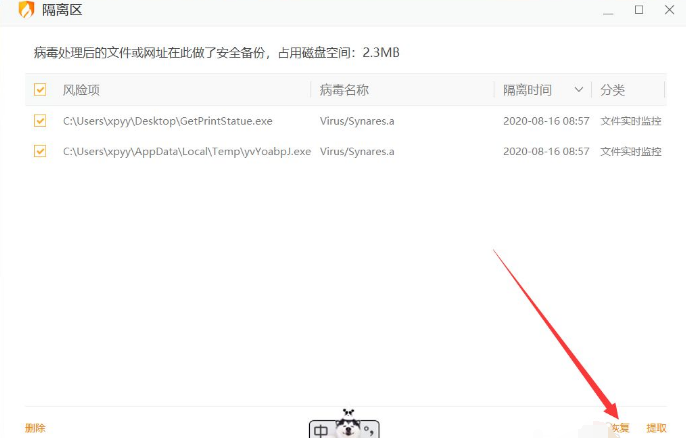 隔离区
病毒处理后的文件或网址在此做了安全备份，占用磁盘空间：2.3MB
风险项 病毒名称 隔离时间 分类
C:\Users\xpyy\Desktop\GetPrintStatue.exe Virus/Synares.a 2020-08-16 08:57 文件实时监控
C:\Users\xpyy\AppData\Local\Temp\yvYoabpJ.exe Virus/Synares.a 2020-08-16 08:57 文件实时监控
删除 中 °, 恢复 提取